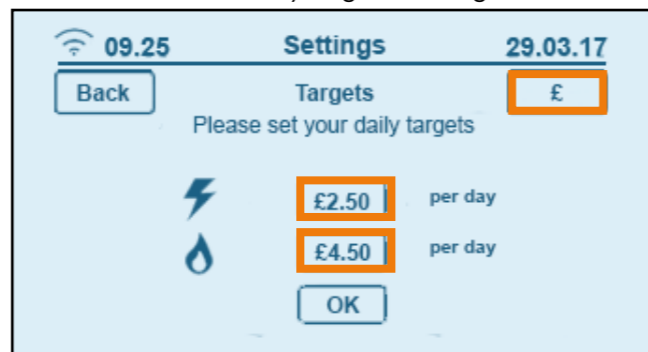 09.25 Settings 29.03.17
Back Targets £
Please set your daily targets
£2.50 per day
£4.50 per day
OK